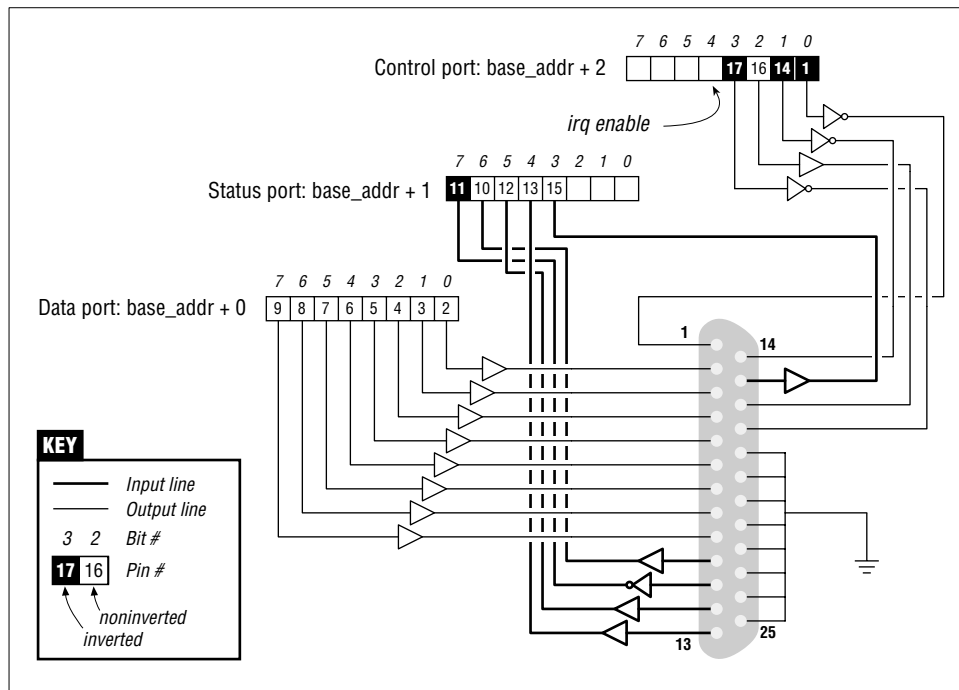 7 6 5 4 3 2 1 0
Control port: base_addr + 2
17 16 14 1
irq enable
7 6 5 4 3 2 1 0
Status port: base_addr + 1
11 10 12 13 15
7 6 5 4 3 2 1 0
Data port: base_addr + 0
9 8 7 6 5 4 3 2
1
14
13
25
KEY
Input line
Output line
3 2 Bit #
17 16 Pin #
noninverted
inverted